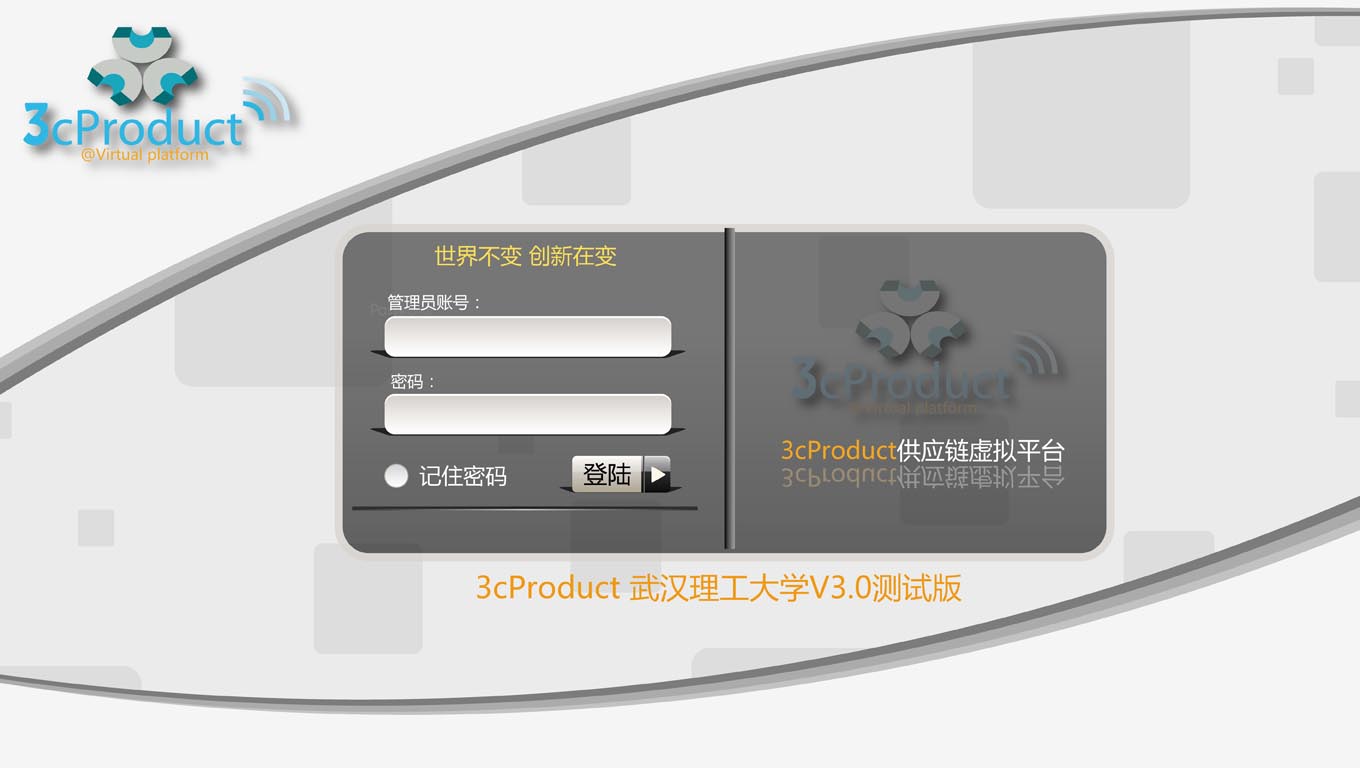 3cProduct
@Virtual platform
世界不变 创新在变
管理员账号：
密码：
记住密码
登陆
3cProduct
@Virtual platform
3cProduct供应链虚拟平台
3cProduct 武汉理工大学V3.0测试版